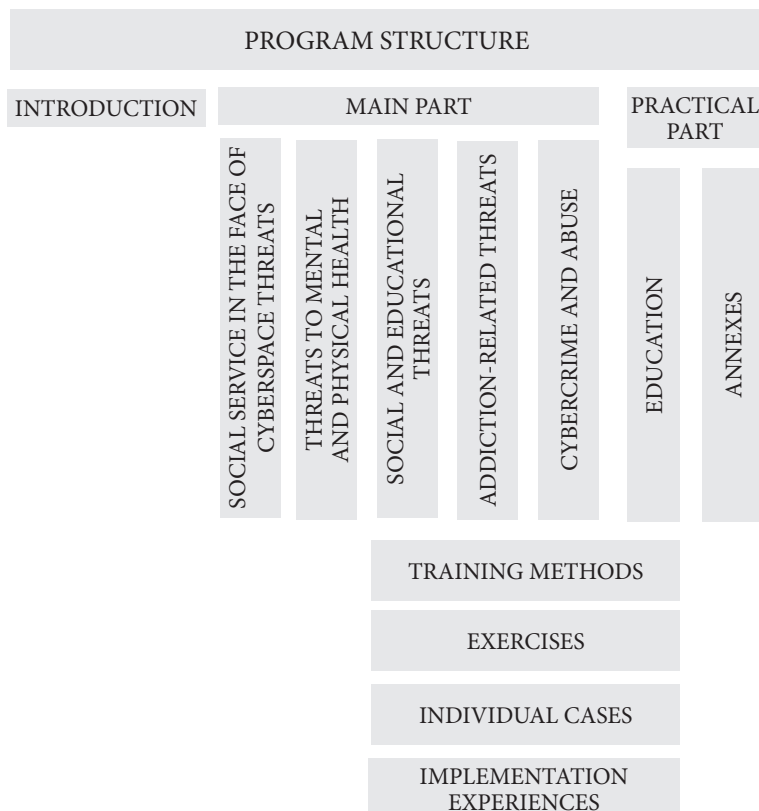 PROGRAM STRUCTURE
INTRODUCTION
MAIN PART
PRACTICAL
PART
SOCIAL SERVICE IN THE FACE OF
CYBERSPACE THREATS
THREATS TO MENTAL
AND PHYSICAL HEALTH
SOCIAL AND EDUCATIONAL
THREATS
ADDICTION-RELATED THREATS
CYBERCRIME AND ABUSE
EDUCATION
ANNEXES
TRAINING METHODS
EXERCISES
INDIVIDUAL CASES
IMPLEMENTATION
EXPERIENCES